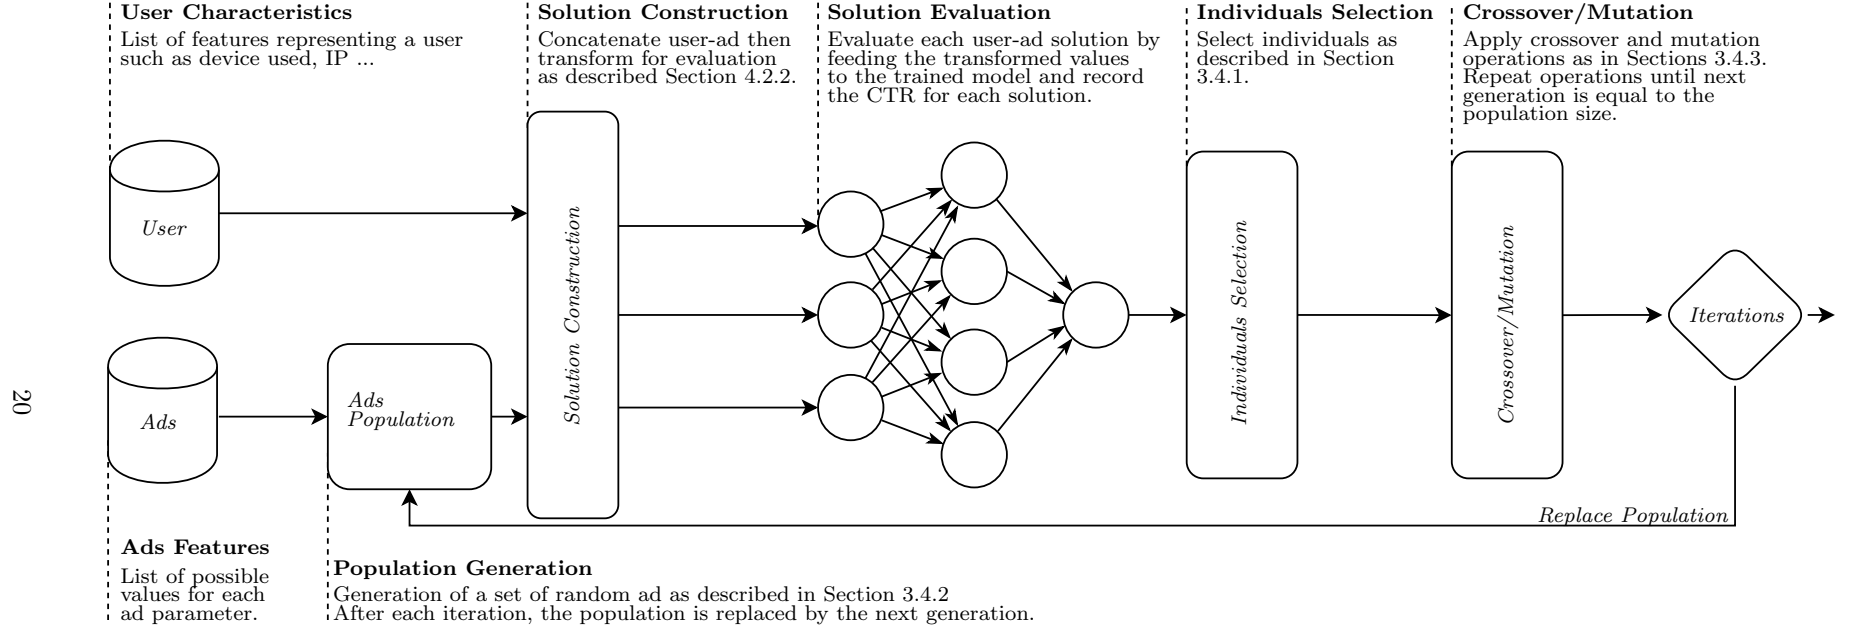 User Characteristics
List of features representing a user
such as device used, IP ...
Solution Construction
Concatenate user-ad then
transform for evaluation
as described Section 4.2.2.
Solution Evaluation
Evaluate each user-ad solution by
feeding the transformed values
to the trained model and record
the CTR for each solution.
Individuals Selection
Select individuals as
described in Section
3.4.1.
Crossover/Mutation
Apply crossover and mutation
operations as in Sections 3.4.3.
Repeat operations until next
generation is equal to the
population size.
User
Ads
Ads
Population
Solution Construction
Individuals Selection
Crossover/Mutation
Iterations
Replace Population
Ads Features
List of possible
values for each
ad parameter.
Population Generation
Generation of a set of random ad as described in Section 3.4.2
After each iteration, the population is replaced by the next generation.
20